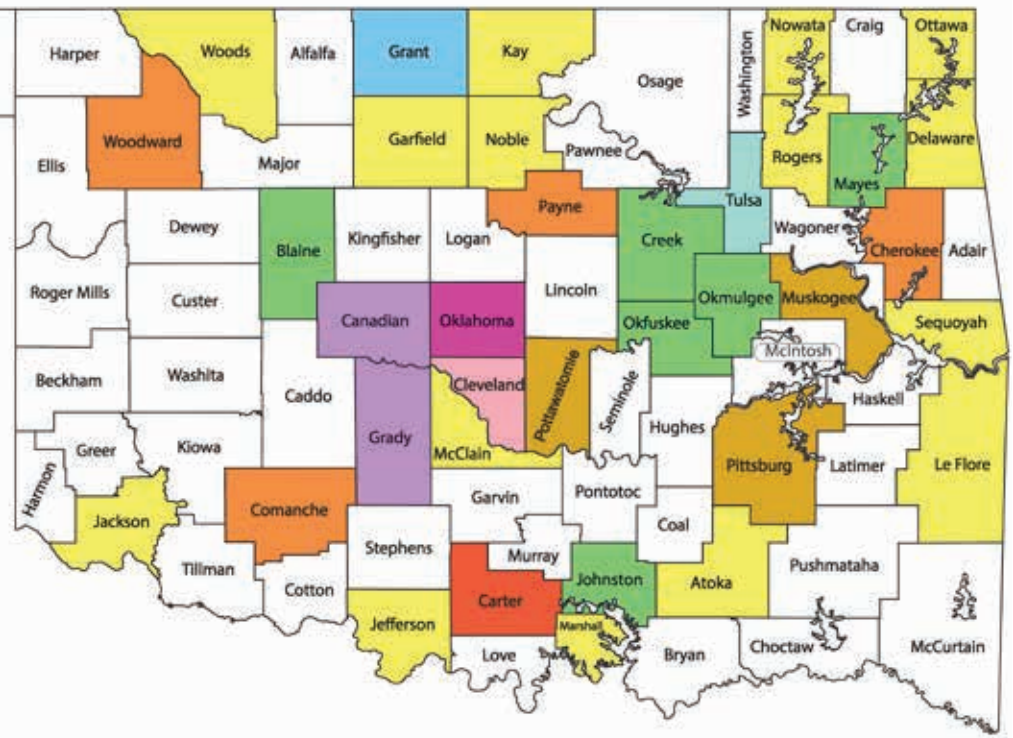 Harper
Woods
Alfalfa
Grant
Kay
Osage
Washington
Nowata
Craig
Ottawa
Woodward
Ellis
Major
Garfield
Noble
Pawnee
Rogers
Mayes
Delaware
Dewey
Blaine
Kingfisher
Logan
Payne
Creek
Tulsa
Wagoner
Cherokee
Adair
Roger Mills
Custer
Canadian
Oklahoma
Lincoln
Okfuskee
Okmulgee
Muskogee
Sequoyah
McIntosh
Beckham
Washita
Caddo
Grady
Cleveland
McClain
Pottawatomie
Seminole
Hughes
Haskell
Pittsburg
Latimer
Le Flore
Harmon
Greer
Kiowa
Jackson
Comanche
Garvin
Pontotoc
Coal
Tillman
Cotton
Stephens
Murray
Carter
Johnston
Atoka
Pushmataha
Jefferson
Love
Marshall
Bryan
Choctaw
McCurtain